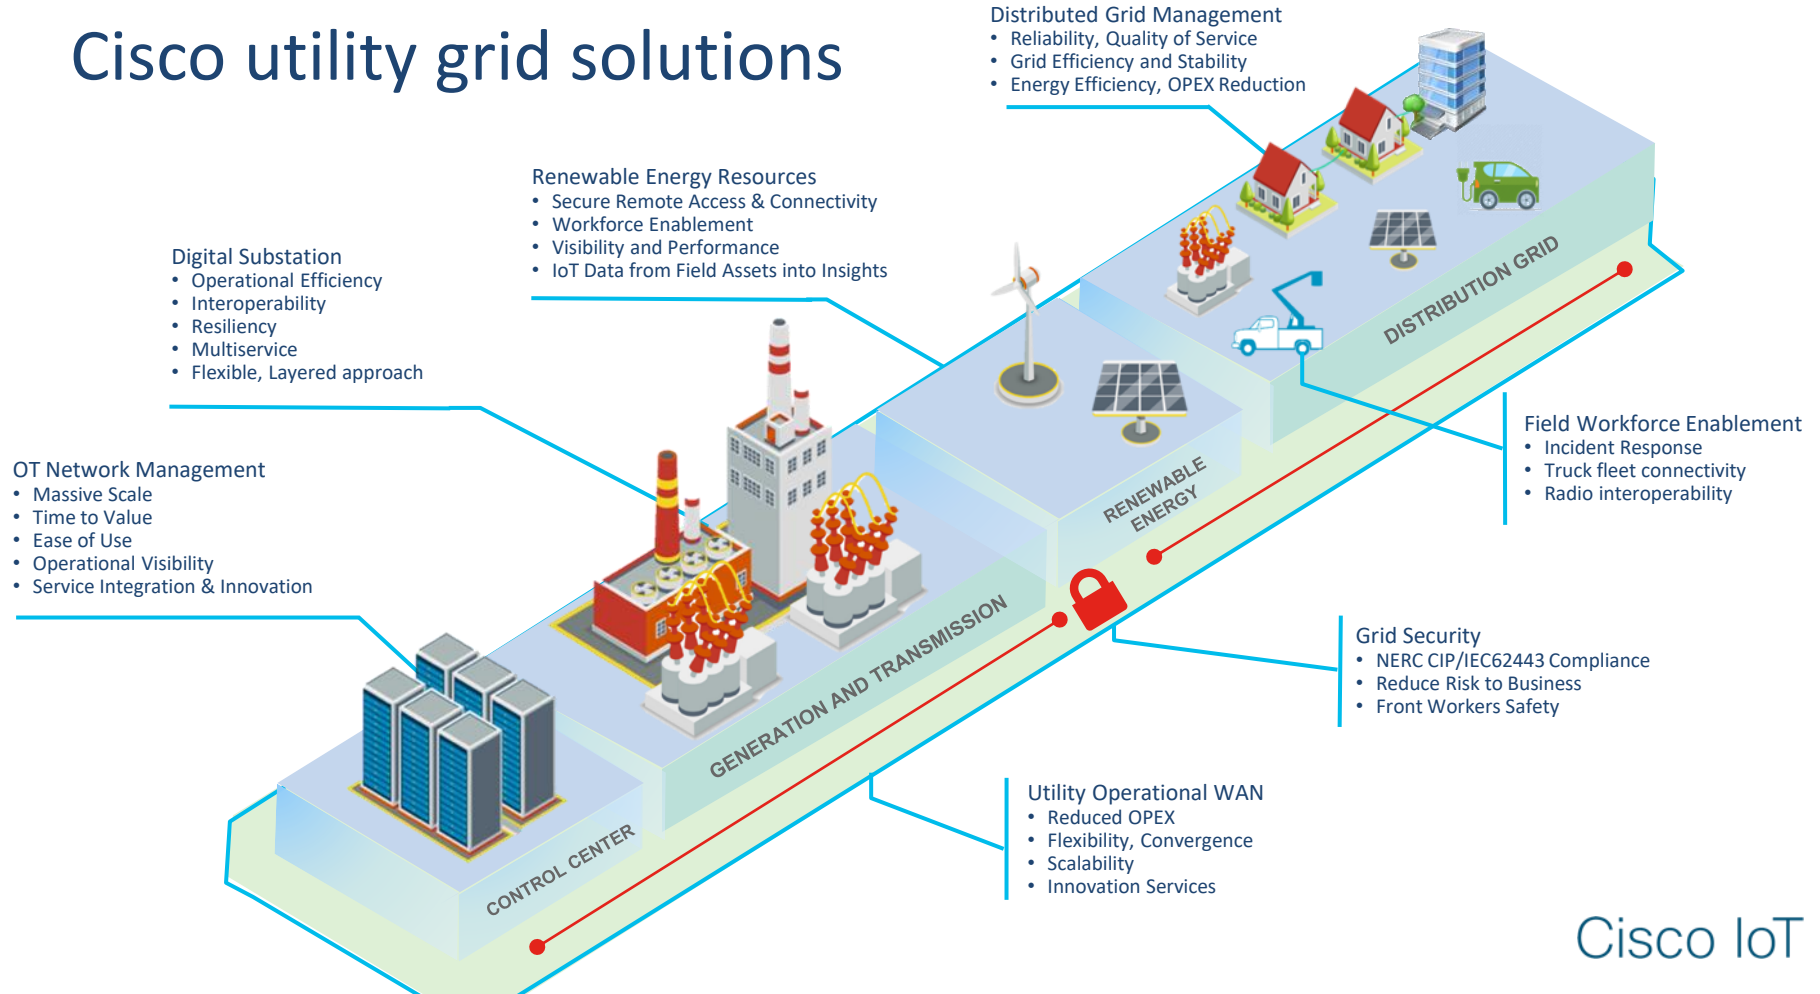 Cisco utility grid solutions
Distributed Grid Management
• Reliability, Quality of Service
• Grid Efficiency and Stability
• Energy Efficiency, OPEX Reduction
Renewable Energy Resources
• Secure Remote Access & Connectivity
• Workforce Enablement
• Visibility and Performance
• IoT Data from Field Assets into Insights
Digital Substation
• Operational Efficiency
• Interoperability
• Resiliency
• Multiservice
• Flexible, Layered approach
OT Network Management
• Massive Scale
• Time to Value
• Ease of Use
• Operational Visibility
• Service Integration & Innovation
DISTRIBUTION GRID
RENEWABLE
ENERGY
GENERATION AND TRANSMISSION
CONTROL CENTER
Field Workforce Enablement
• Incident Response
• Truck fleet connectivity
• Radio interoperability
Grid Security
• NERC CIP/IEC62443 Compliance
• Reduce Risk to Business
• Front Workers Safety
Utility Operational WAN
• Reduced OPEX
• Flexibility, Convergence
• Scalability
• Innovation Services
Cisco IoT